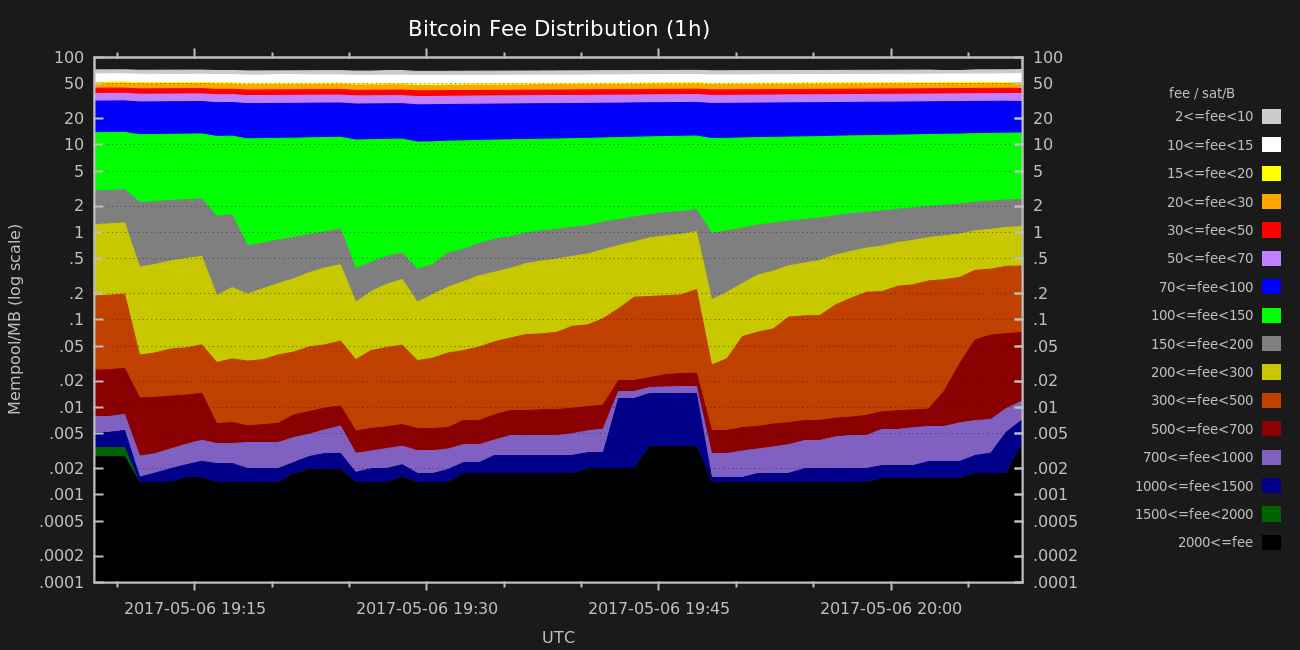 Bitcoin Fee Distribution (1h)
100
50
20
10
5
2
1
.5
.2
.1
.05
.02
.01
.005
.002
.001
.0005
.0002
.0001
Mempool/MB (log scale)
100
50
20
10
5
2
1
.5
.2
.1
.05
.02
.01
.005
.002
.001
.0005
.0002
.0001
2017-05-06 19:15
2017-05-06 19:30
2017-05-06 19:45
2017-05-06 20:00
UTC
fee / sat/B
2<=fee<10
10<=fee<15
15<=fee<20
20<=fee<30
30<=fee<50
50<=fee<70
70<=fee<100
100<=fee<150
150<=fee<200
200<=fee<300
300<=fee<500
500<=fee<700
700<=fee<1000
1000<=fee<1500
1500<=fee<2000
2000<=fee